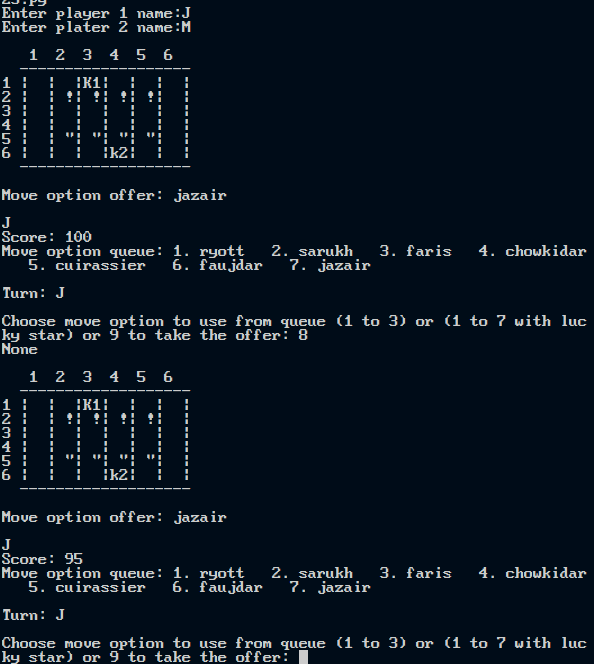 Enter player 1 name:J
Enter plater 2 name:M
   1  2  3  4  5  6
  -------------------
1 |  |  |K1|  |  |  |
2 |  | !| !| !| !|  |
3 |  |  |  |  |  |  |
4 |  |  |  |  |  |  |
5 |  | "| "| "| "|  |
6 |  |  |  |k2|  |  |
  -------------------
Move option offer: jazair
J
Score: 100
Move option queue: 1. ryott   2. sarukh   3. faris   4. chowkidar
   5. cuirassier   6. faujdar   7. jazair
Turn: J
Choose move option to use from queue (1 to 3) or (1 to 7 with luc
ky star) or 9 to take the offer: 8
None
   1  2  3  4  5  6
  -------------------
1 |  |  |K1|  |  |  |
2 |  | !| !| !| !|  |
3 |  |  |  |  |  |  |
4 |  |  |  |  |  |  |
5 |  | "| "| "| "|  |
6 |  |  |  |k2|  |  |
  -------------------
Move option offer: jazair
J
Score: 95
Move option queue: 1. ryott   2. sarukh   3. faris   4. chowkidar
   5. cuirassier   6. faujdar   7. jazair
Turn: J
Choose move option to use from queue (1 to 3) or (1 to 7 with luc
ky star) or 9 to take the offer: